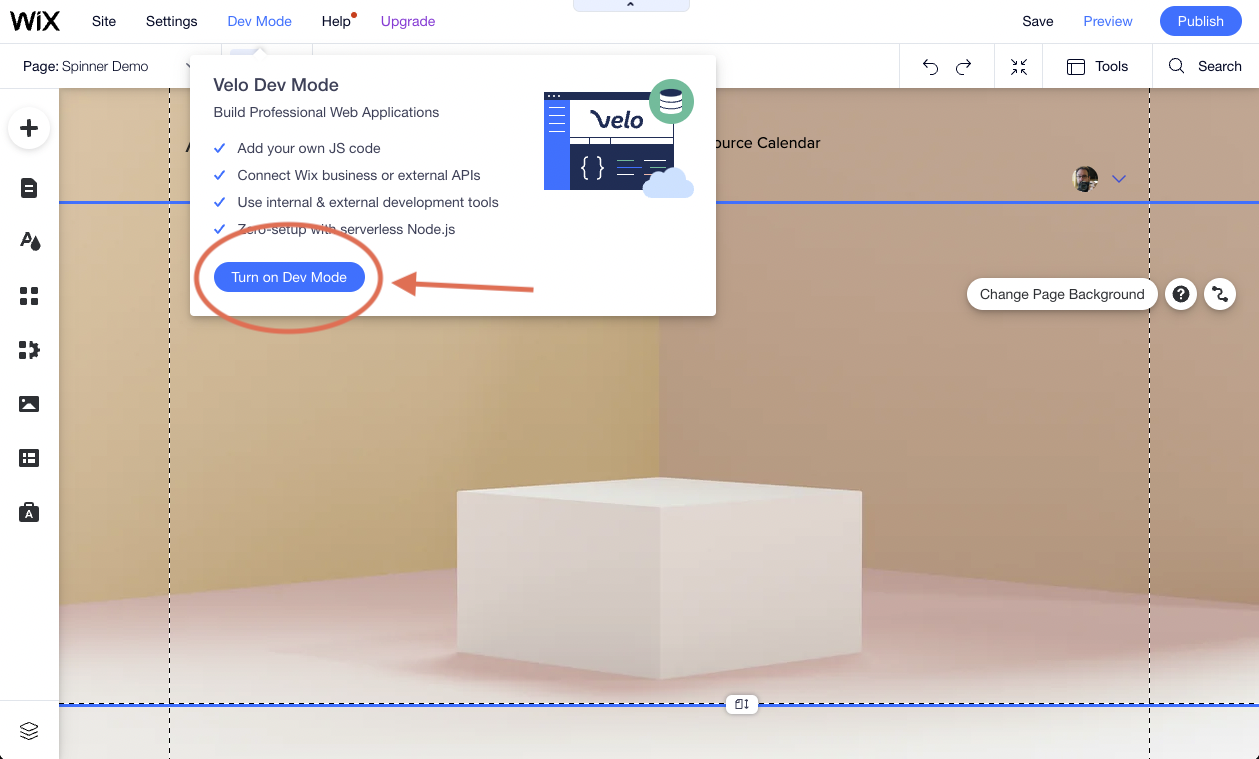 WiX Site Settings Dev Mode Help Upgrade Save Preview Publish
Page: Spinner Demo Tools Search
Velo Dev Mode
Build Professional Web Applications
Add your own JS code
Connect Wix business or external APIs
Use internal & external development tools
Zero-setup with serverless Node.js
Turn on Dev Mode
velo
{ }
ource Calendar
Change Page Background
?
A
A